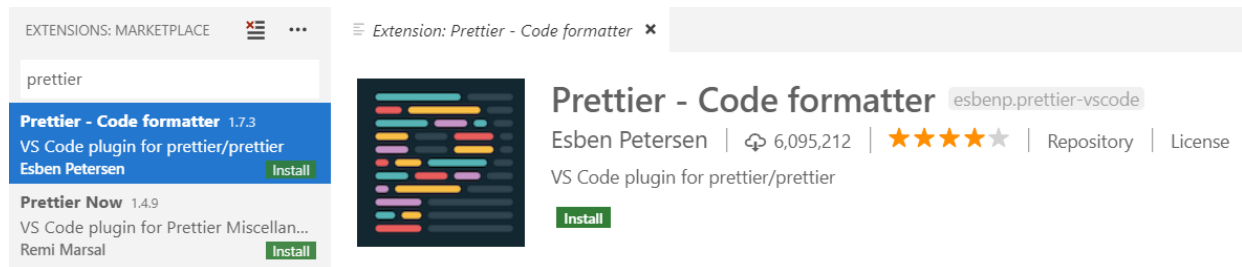 EXTENSIONS: MARKETPLACE
prettier
Prettier - Code formatter 1.7.3
VS Code plugin for prettier/prettier
Esben Petersen Install
Prettier Now 1.4.9
VS Code plugin for Prettier Miscellan...
Remi Marsal Install
Extension: Prettier - Code formatter
Prettier - Code formatter esbenp.prettier-vscode
Esben Petersen 6,095,212 Repository License
VS Code plugin for prettier/prettier
Install